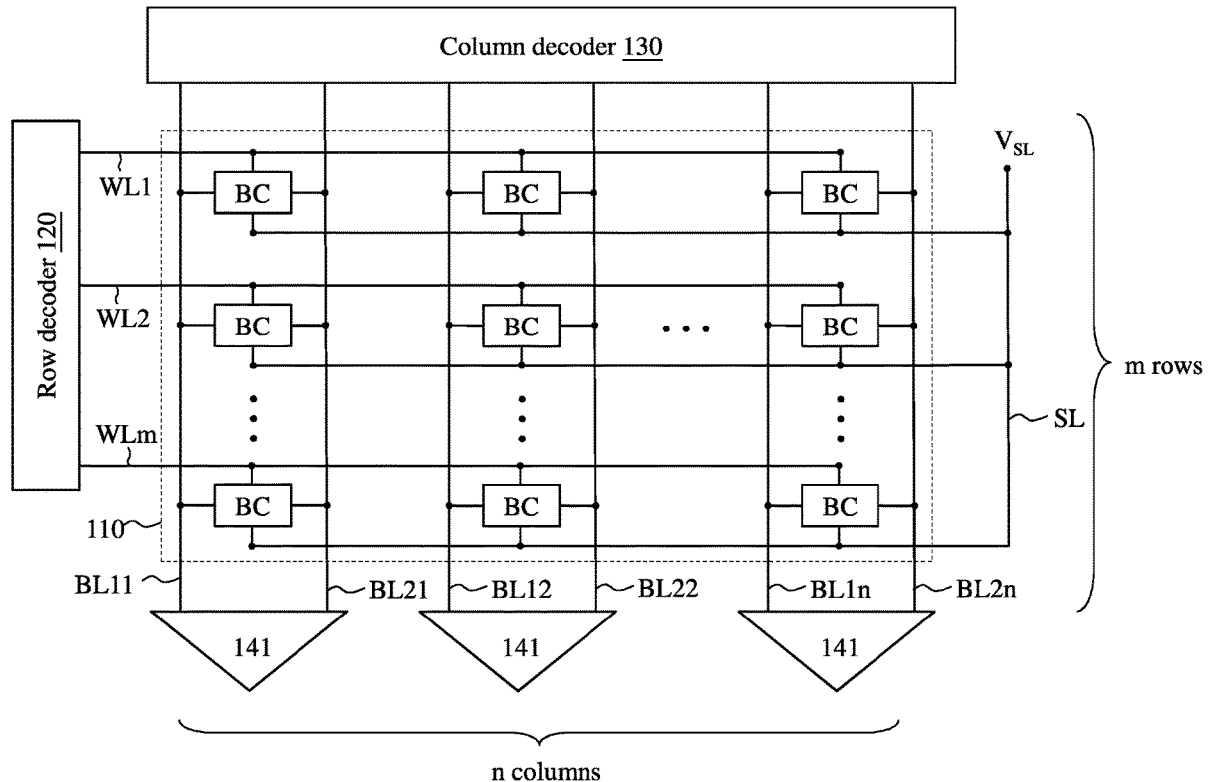 Column decoder 130
Row decoder 120
V_SL
WL1
BC BC BC
WL2
BC BC BC
m rows
SL
WLm
BC BC BC
110
BL11 BL21 BL12 BL22 BL1n BL2n
141 141 141
n columns